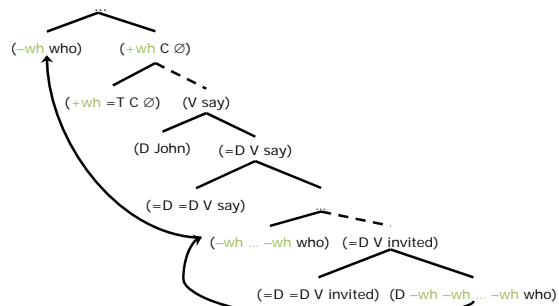 ...
(–wh who) (+wh C ∅)
(+wh =T C ∅) (V say)
(D John) (=D V say)
(=D =D V say) ...
(–wh ... –wh who) (=D V invited)
(=D =D V invited) (D –wh –wh ... –wh who)